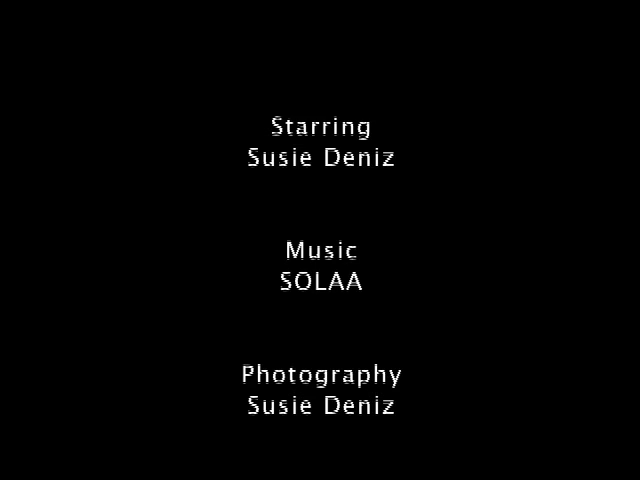 Starring
Susie Deniz
Music
SOLAA
Photography
Susie Deniz